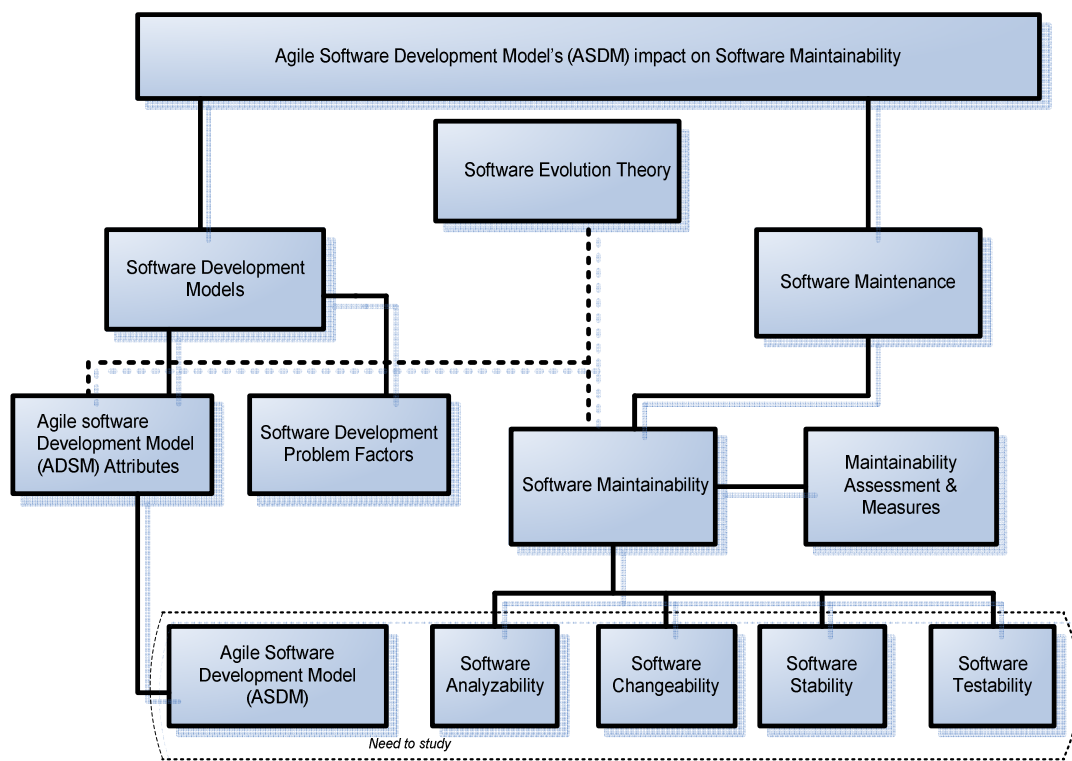 Agile Software Development Model's (ASDM) impact on Software Maintainability
Software Evolution Theory
Software Development
Models
Software Maintenance
Agile software
Development Model
(ADSM) Attributes
Software Development
Problem Factors
Software Maintainability
Maintainability
Assessment &
Measures
Agile Software
Development Model
(ASDM)
Software
Analyzability
Software
Changeability
Software
Stability
Software
Testability
Need to study